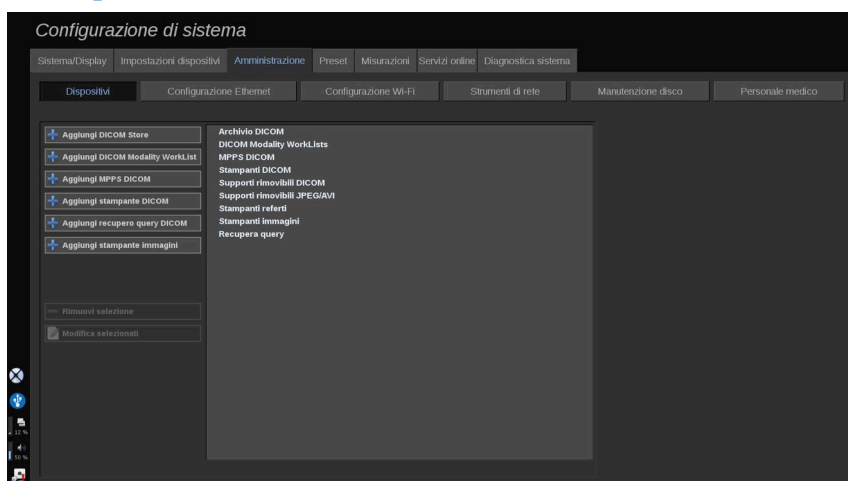 Configurazione di sistema
Sistema/Display Impostazioni dispositivi Amministrazione Preset Misurazioni Servizi online Diagnostica sistema
Dispositivi Configurazione Ethernet Configurazione Wi-Fi Strumenti di rete Manutenzione disco Personale medico
Aggiungi DICOM Store
Aggiungi DICOM Modality WorkList
Aggiungi MPPS DICOM
Aggiungi stampante DICOM
Aggiungi recupero query DICOM
Aggiungi stampante immagini
Rimuovi selezione
Modifica selezionati
Archivio DICOM
DICOM Modality WorkLists
MPPS DICOM
Stampanti DICOM
Supporti rimovibili DICOM
Supporti rimovibili JPEG/AVI
Stampanti referti
Stampanti immagini
Recupera query
12 %
50 %